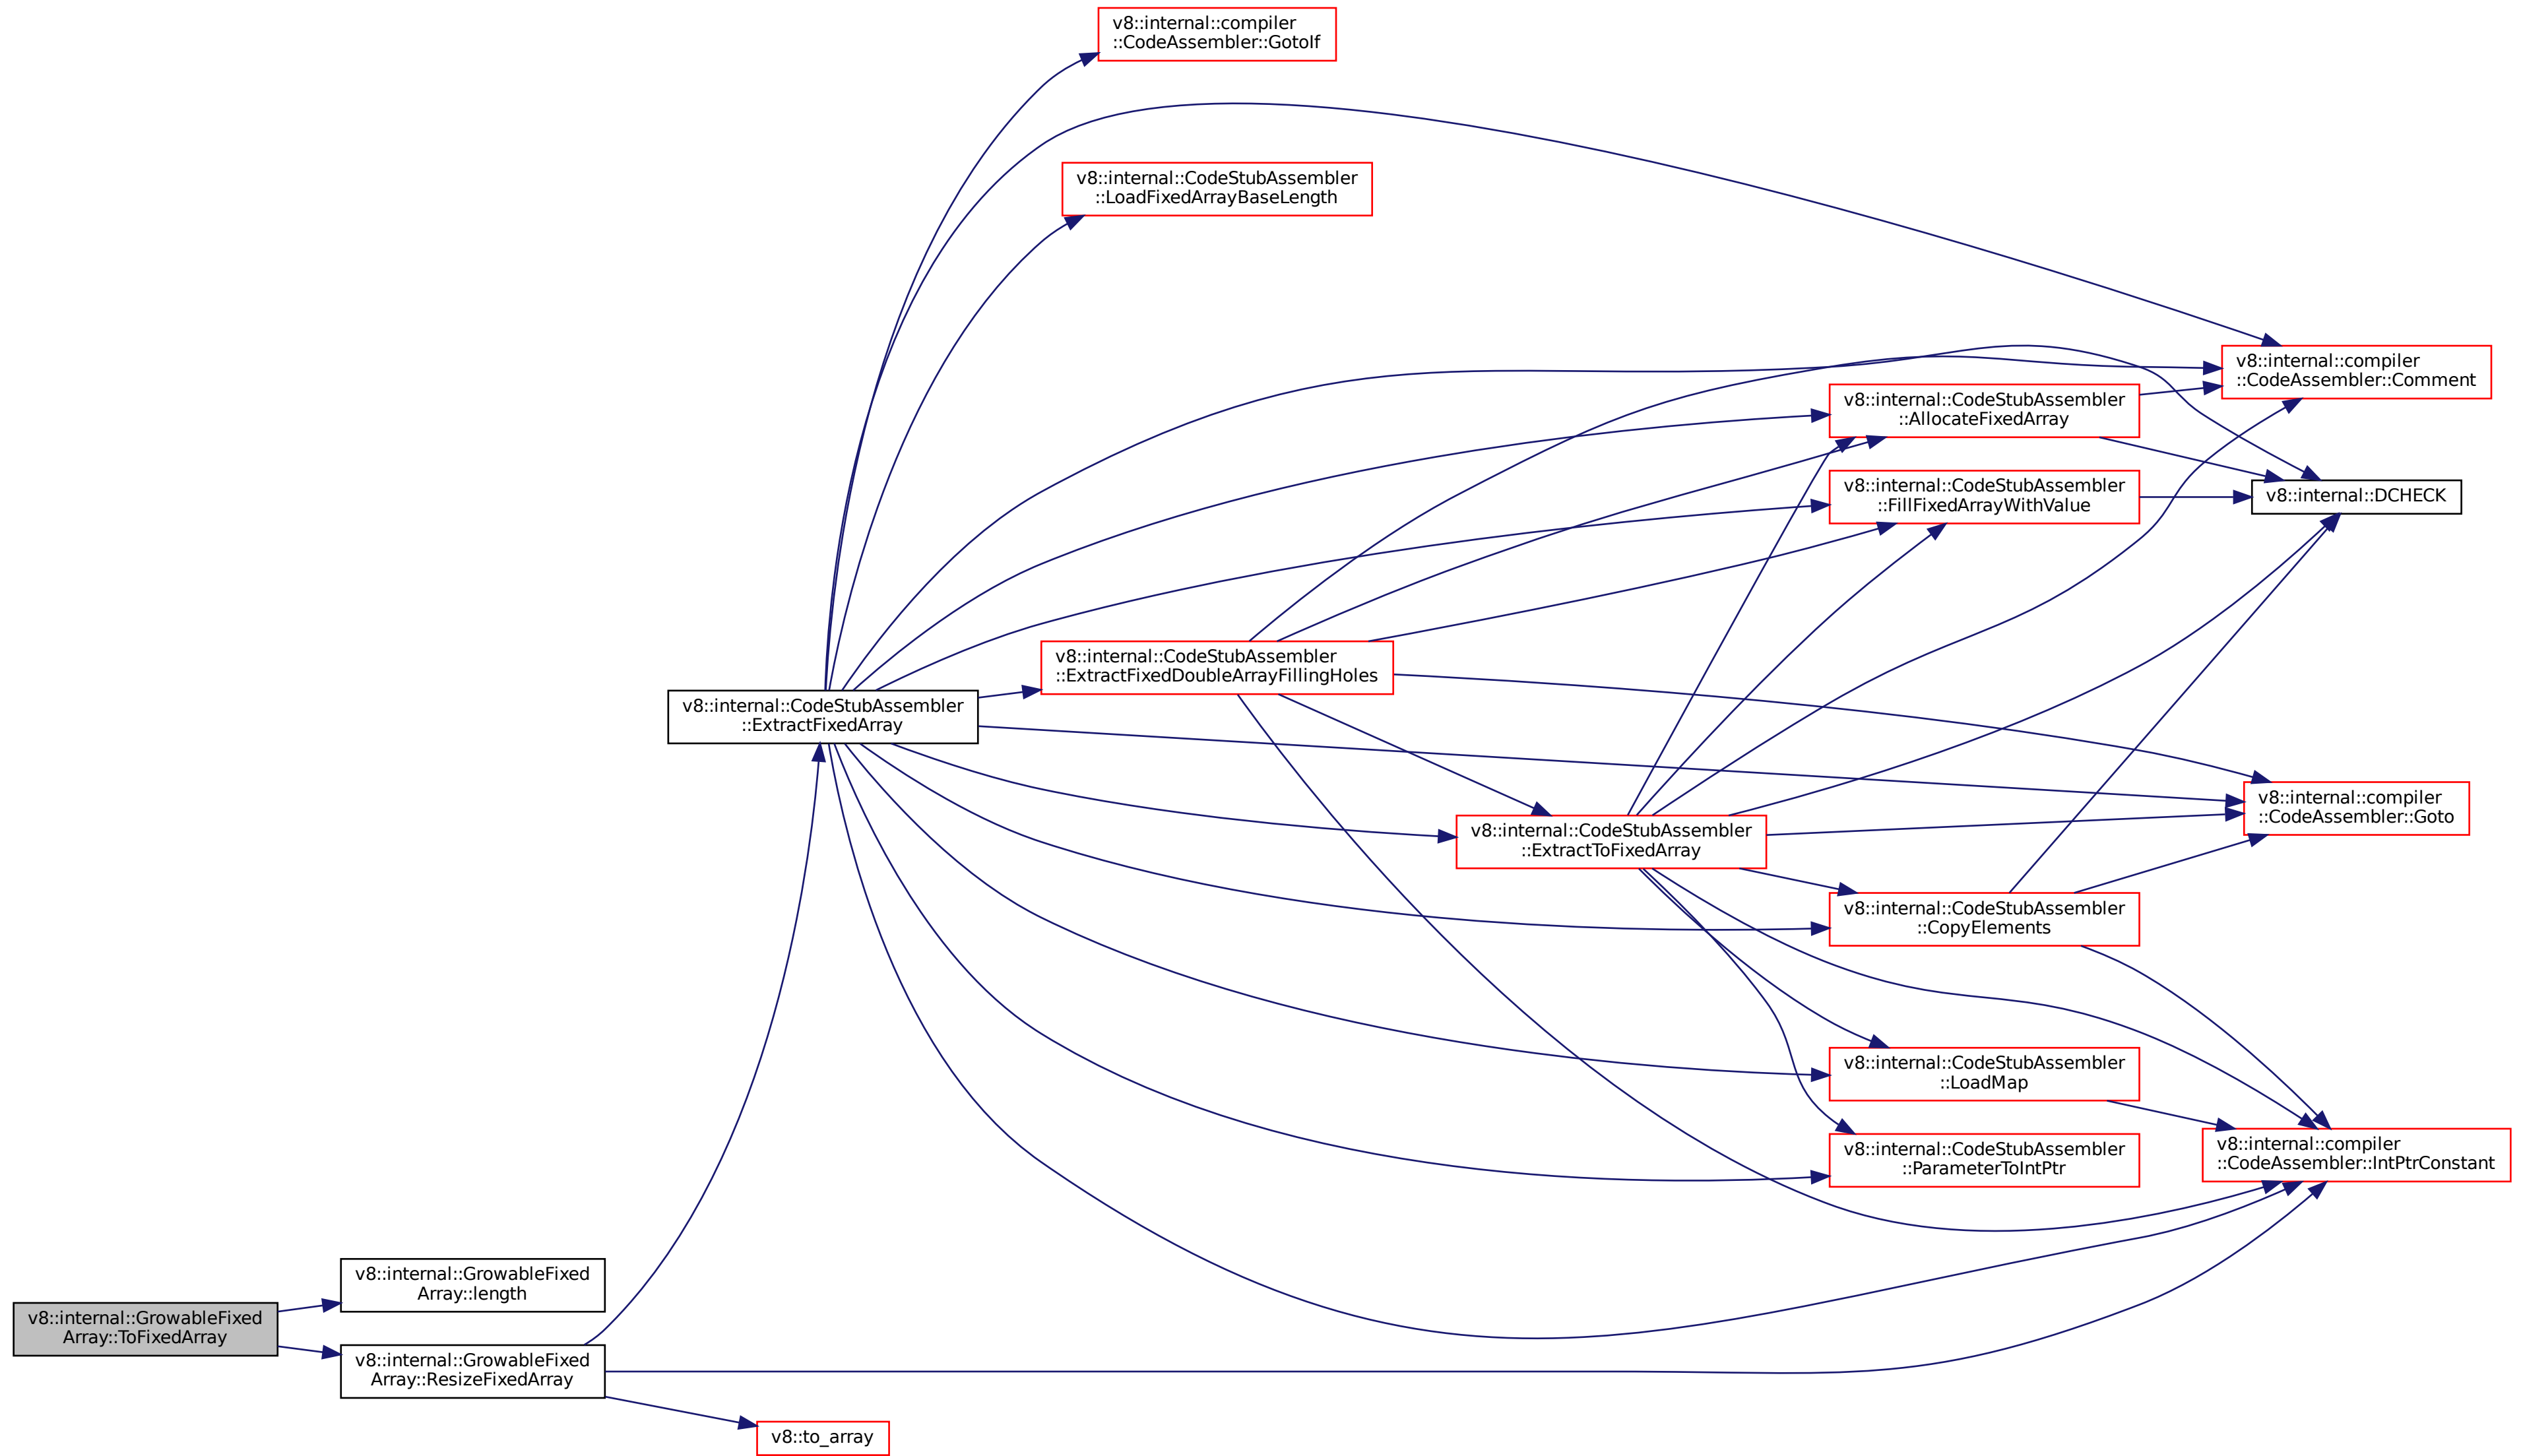 v8::internal::compiler
::CodeAssembler::GotoIf
v8::internal::CodeStubAssembler
::LoadFixedArrayBaseLength
v8::internal::compiler
::CodeAssembler::Comment
v8::internal::CodeStubAssembler
::AllocateFixedArray
v8::internal::CodeStubAssembler
::FillFixedArrayWithValue
v8::internal::DCHECK
v8::internal::CodeStubAssembler
::ExtractFixedDoubleArrayFillingHoles
v8::internal::CodeStubAssembler
::ExtractFixedArray
v8::internal::compiler
::CodeAssembler::Goto
v8::internal::CodeStubAssembler
::ExtractToFixedArray
v8::internal::CodeStubAssembler
::CopyElements
v8::internal::CodeStubAssembler
::LoadMap
v8::internal::CodeStubAssembler
::ParameterToIntPtr
v8::internal::compiler
::CodeAssembler::IntPtrConstant
v8::internal::GrowableFixed
Array::length
v8::internal::GrowableFixed
Array::ToFixedArray
v8::internal::GrowableFixed
Array::ResizeFixedArray
v8::to_array